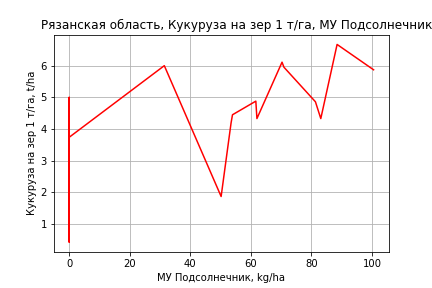 Рязанская область, Кукуруза на зер 1 т/га, МУ Подсолнечник
Кукуруза на зер 1 т/га, t/ha
6
5
4
3
2
1
0 20 40 60 80 100
МУ Подсолнечник, kg/ha